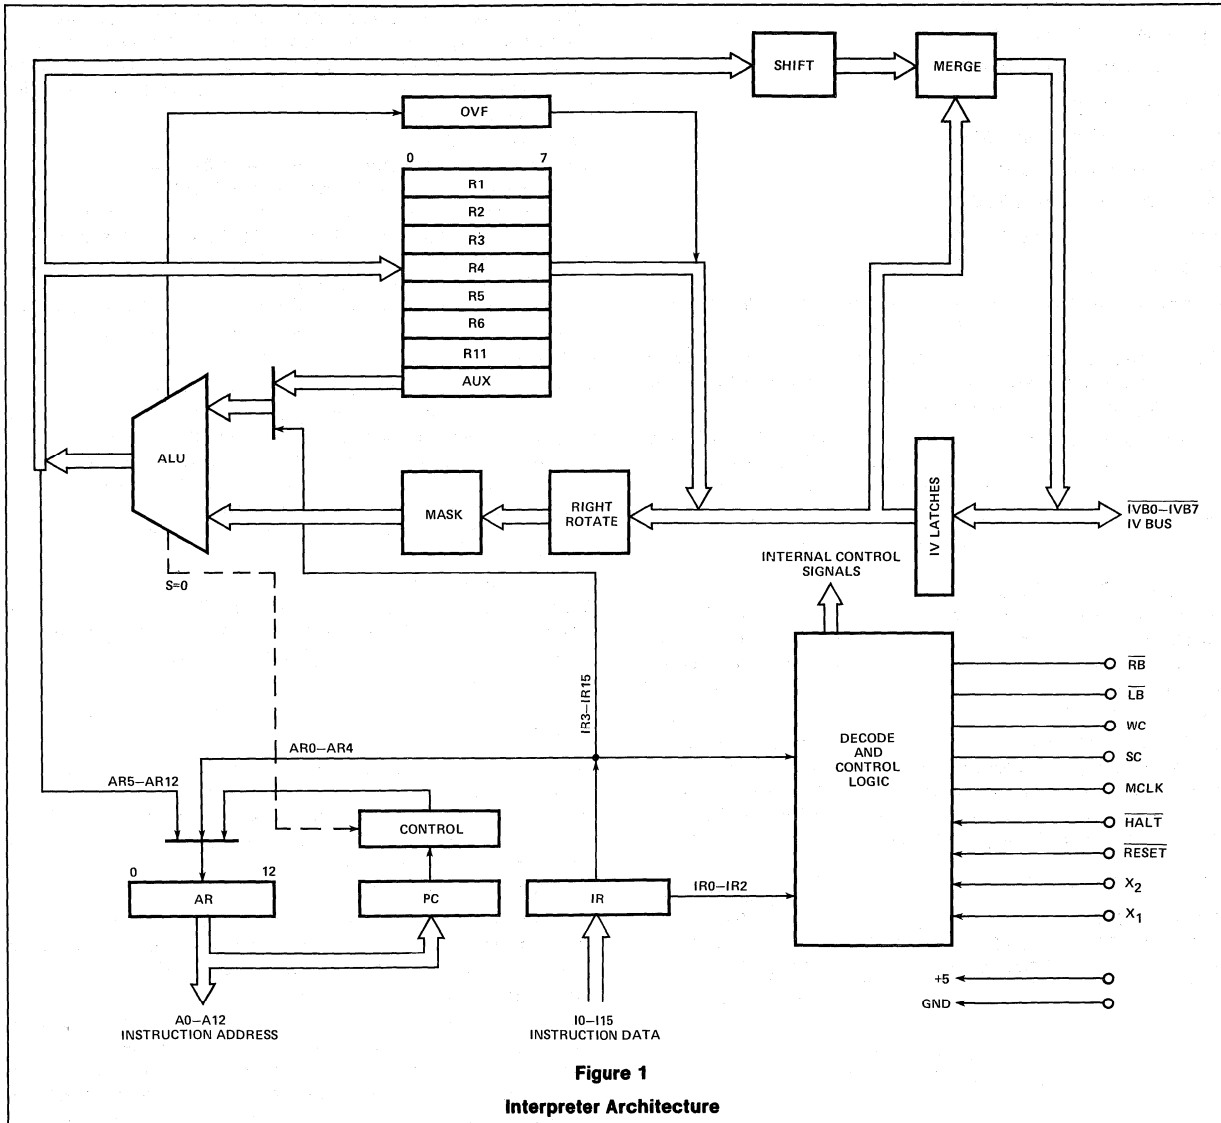 SHIFT
MERGE
OVF
0 7
R1
R2
R3
R4
R5
R6
R11
AUX
ALU
MASK
RIGHT
ROTATE
IV LATCHES
IVB0–IVB7
IV BUS
S=0
INTERNAL CONTROL
SIGNALS
IR3–IR15
AR0–AR4
AR5–AR12
CONTROL
0 12
AR
PC
IR
IR0–IR2
DECODE
AND
CONTROL
LOGIC
RB
LB
WC
SC
MCLK
HALT
RESET
X2
X1
+5
GND
A0–A12
INSTRUCTION ADDRESS
I0–I15
INSTRUCTION DATA
Figure 1
Interpreter Architecture